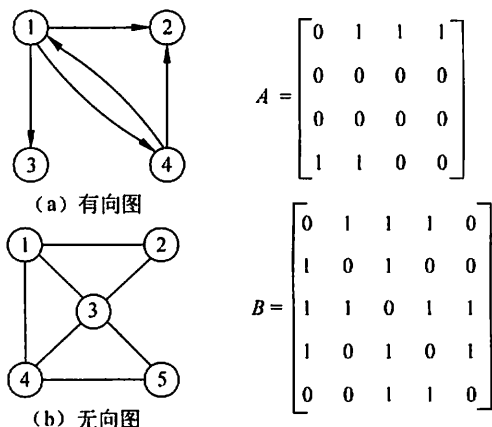 1 2
3 4
(a) 有向图
A =
0 1 1 1
0 0 0 0
0 0 0 0
1 1 0 0
1 2
3
4 5
(b) 无向图
B =
0 1 1 1 0
1 0 1 0 0
1 1 0 1 1
1 0 1 0 1
0 0 1 1 0